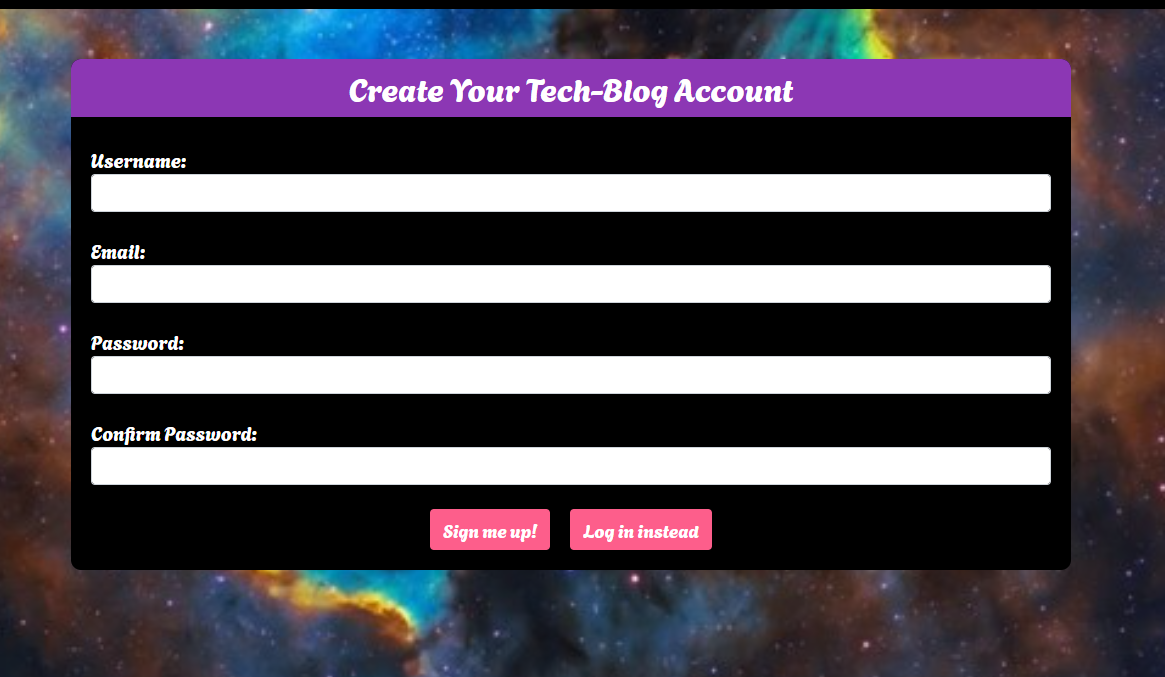 Create Your Tech-Blog Account
Username:
Email:
Password:
Confirm Password:
Sign me up! Log in instead